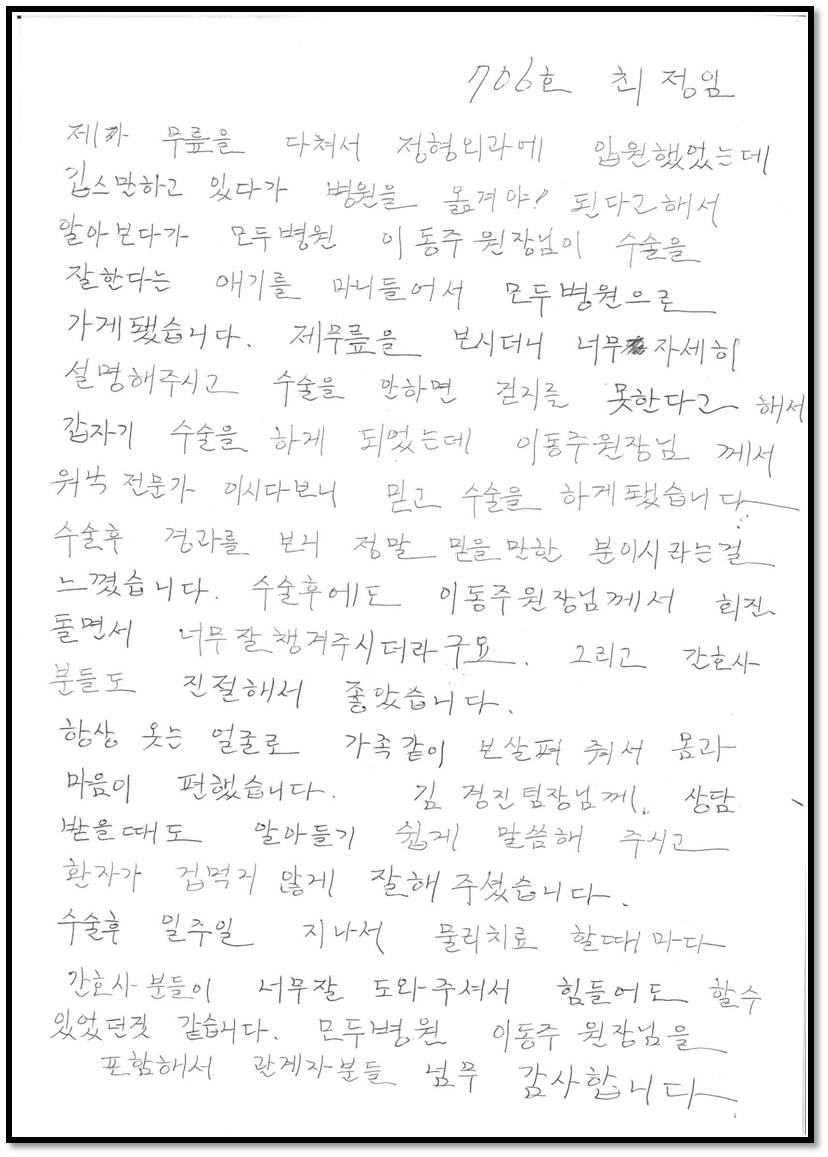 706호 최정임
제가 무릎을 다쳐서 정형외과에 입원했었는데
깁스만하고 있다가 병원을 옮겨야! 된다고해서
알아보다가 모두병원 이동주원장님이 수술을
잘한다는 얘기를 마니들어서 모두병원으로
가게됐습니다. 제무릎을 보시더니 너무 자세히
설명해주시고 수술을 안하면 걷지를 못한다고 해서
갑자기 수술을 하게 되었는데 이동주원장님 께서
워낙 전문가 이시다보니 믿고 수술을 하게됐습니다
수술후 경과를 보니 정말 믿을만한 분이시라는걸
느꼈습니다. 수술후에도 이동주원장님께서 회진
돌면서 너무잘챙겨주시더라구요. 그리고 간호사
분들도 친절해서 좋았습니다.
항상 웃는 얼굴로 가족같이 보살펴 줘서 몸과
마음이 편했습니다. 김경진팀장님께 상담
받을때도 알아듣기 쉽게 말씀해 주시고
환자가 겁먹지 않게 잘해주셨습니다.
수술후 일주일 지나서 물리치료 할때마다
간호사분들이 너무잘 도와주셔서 힘들어도 할수
있었던것 같습니다. 모두병원 이동주원장님을
포함해서 관계자분들 넘무 감사합니다